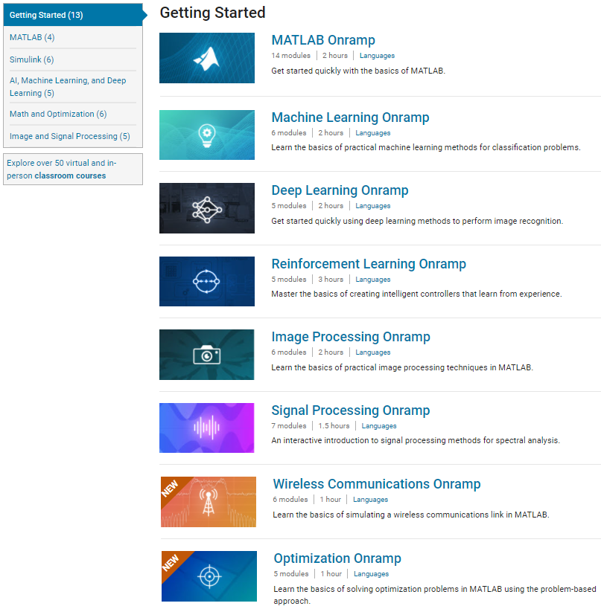 Getting Started (13)
MATLAB (4)
Simulink (6)
AI, Machine Learning, and Deep
Learning (5)
Math and Optimization (6)
Image and Signal Processing (5)
Explore over 50 virtual and in-
person classroom courses
Getting Started
MATLAB Onramp
14 modules | 2 hours | Languages
Get started quickly with the basics of MATLAB.
Machine Learning Onramp
6 modules | 2 hours | Languages
Learn the basics of practical machine learning methods for classification problems.
Deep Learning Onramp
5 modules | 2 hours | Languages
Get started quickly using deep learning methods to perform image recognition.
Reinforcement Learning Onramp
5 modules | 3 hours | Languages
Master the basics of creating intelligent controllers that learn from experience.
Image Processing Onramp
6 modules | 2 hours | Languages
Learn the basics of practical image processing techniques in MATLAB.
Signal Processing Onramp
7 modules | 1.5 hours | Languages
An interactive introduction to signal processing methods for spectral analysis.
NEW
Wireless Communications Onramp
6 modules | 1 hour | Languages
Learn the basics of simulating a wireless communications link in MATLAB.
NEW
Optimization Onramp
5 modules | 1 hour | Languages
Learn the basics of solving optimization problems in MATLAB using the problem-based
approach.